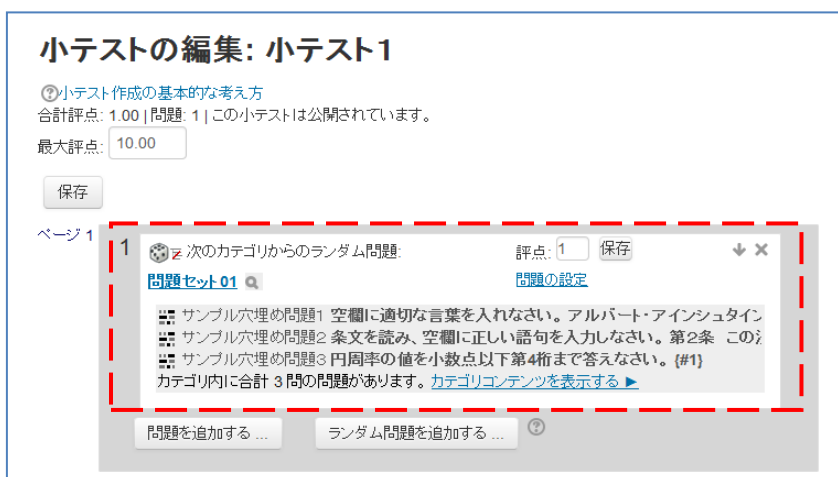 小テストの編集: 小テスト1
小テスト作成の基本的な考え方
合計評点: 1.00 | 問題: 1 | この小テストは公開されています。
最大評点: 10.00
保存
ページ 1
1 次のカテゴリからのランダム問題: 評点: 1 保存
問題セット01 問題の設定
サンプル穴埋め問題1 空欄に適切な言葉を入れなさい。アルバート・アインシュタイン
サンプル穴埋め問題2 条文を読み、空欄に正しい語句を入力しなさい。第2条 この
サンプル穴埋め問題3 円周率の値を小数点以下第4桁まで答えなさい。{#1}
カテゴリ内に合計 3 問の問題があります。カテゴリコンテンツを表示する ▶
問題を追加する ... ランダム問題を追加する ...